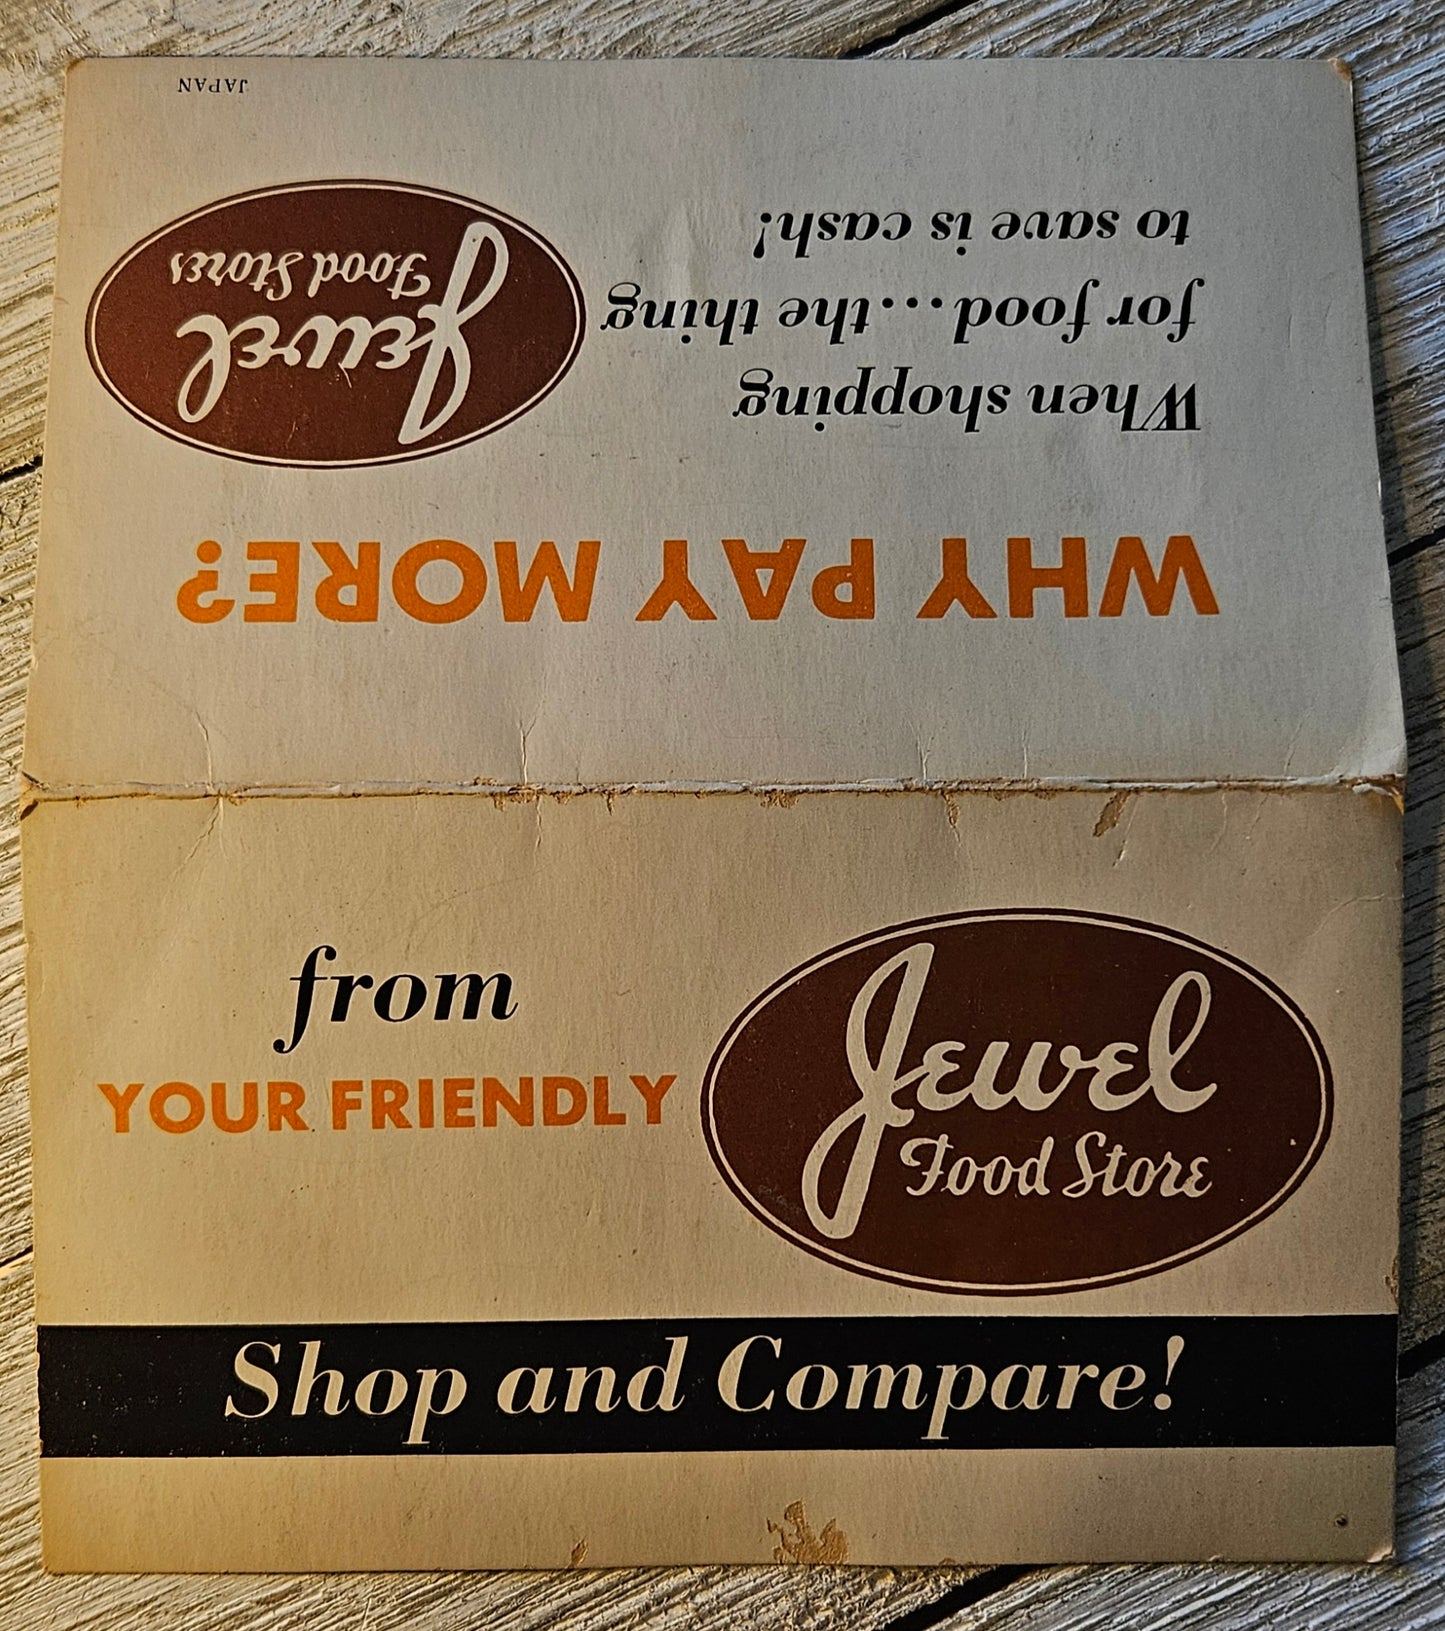 from
YOUR FRIENDLY
Jewel
Food Store
Shop and Compare!
WHY PAY MORE?
When shopping
for food...the thing
to save is cash!
Jewel
Food Stores
JAPAN